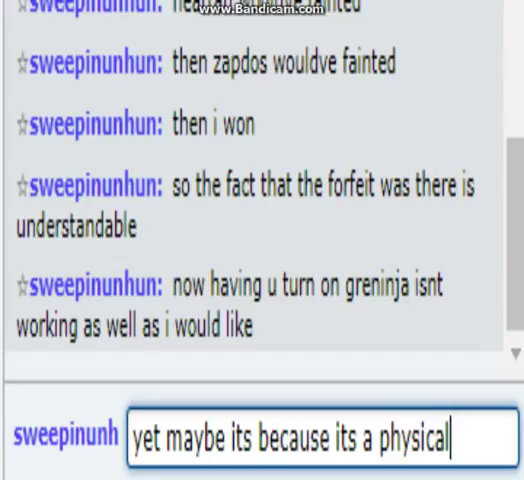 www.Bandicam.com
☆sweepinunhun: then zapdos wouldve fainted
☆sweepinunhun: then i won
☆sweepinunhun: so the fact that the forfeit was there is
understandable
☆sweepinunhun: now having u turn on greninja isnt
working as well as i would like
sweepinunh yet maybe its because its a physical